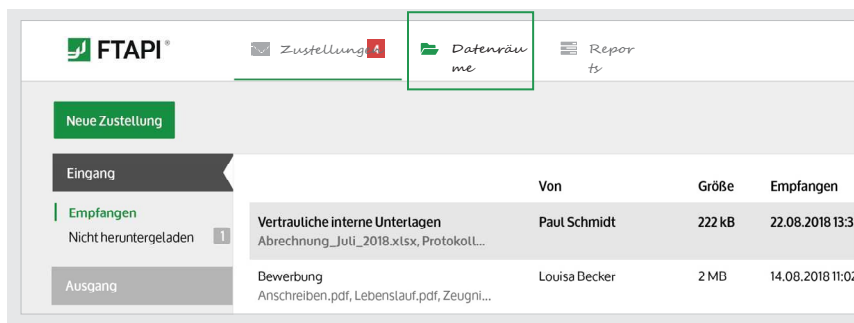 FTAPI®
Zustellungen 4
Datenräu
me
Repor
ts
Neue Zustellung
Eingang
Empfangen
Nicht heruntergeladen 1
Ausgang
Von Größe Empfangen
Vertrauliche interne Unterlagen Paul Schmidt 222 kB 22.08.2018 13:3
Abrechnung_Juli_2018.xlsx, Protokoll...
Bewerbung Louisa Becker 2 MB 14.08.2018 11:02
Anschreiben.pdf, Lebenslauf.pdf, Zeugni...